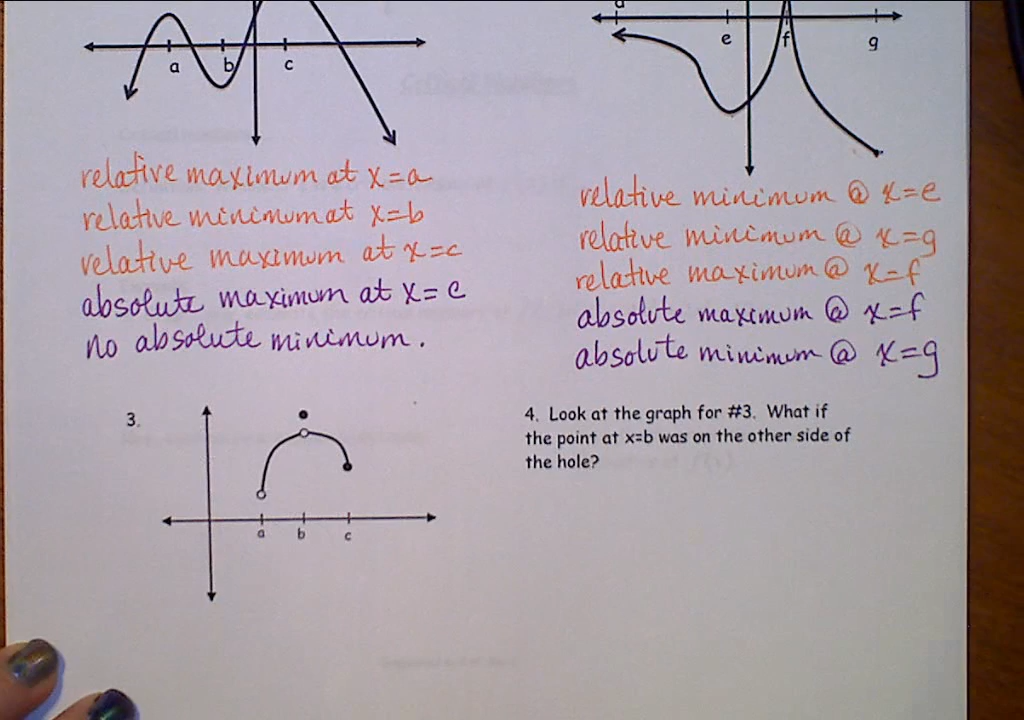 d
a b c
e f g
relative maximum at x=a
relative minimum at x=b
relative maximum at x=c
absolute maximum at x=c
no absolute minimum.
relative minimum @ x=e
relative minimum @ x=g
relative maximum @ x=f
absolute maximum @ x=f
absolute minimum @ x=g
3.
a b c
4. Look at the graph for #3. What if
the point at x=b was on the other side of
the hole?